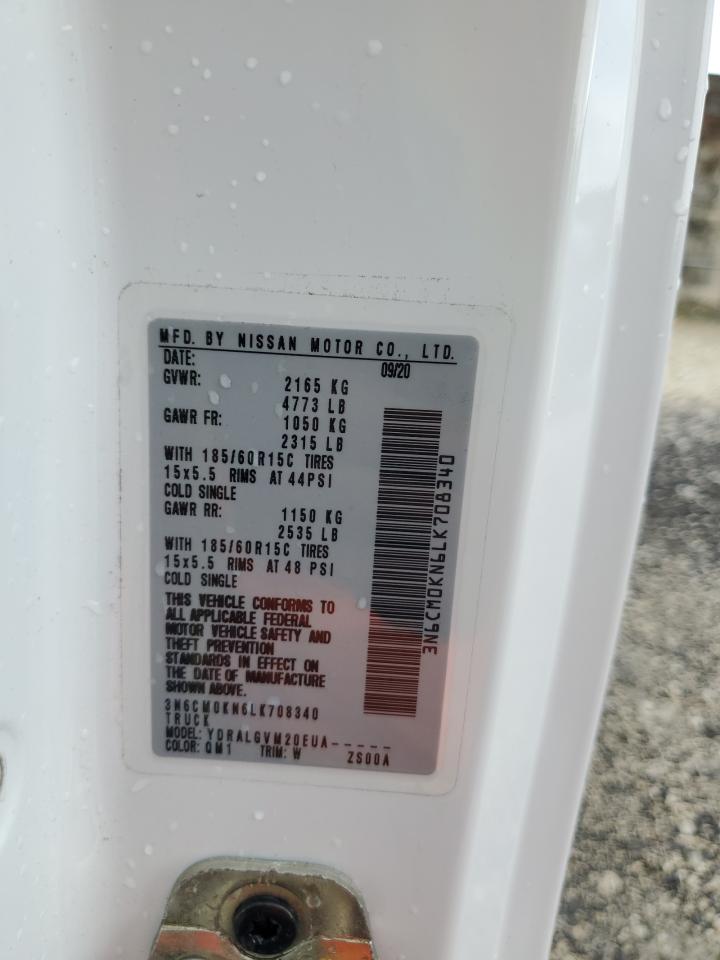 MFD. BY NISSAN MOTOR CO., LTD.
DATE: 09/20
GVWR: 2165 KG
4773 LB
GAWR FR: 1050 KG
2315 LB
WITH 185/60R15C TIRES
15x5.5 RIMS AT 44PSI
COLD SINGLE
GAWR RR: 1150 KG
2535 LB
WITH 185/60R15C TIRES
15x5.5 RIMS AT 48 PSI
COLD SINGLE
THIS VEHICLE CONFORMS TO
ALL APPLICABLE FEDERAL
MOTOR VEHICLE SAFETY AND
THEFT PREVENTION
STANDARDS IN EFFECT ON
THE DATE OF MANUFACTURE
SHOWN ABOVE.
3N6CM0KN6LK708340
TRUCK
MODEL: YDRALGVM20EUA-----
COLOR: QM1 TRIM: W ZS00A
3N6CM0KN6LK708340